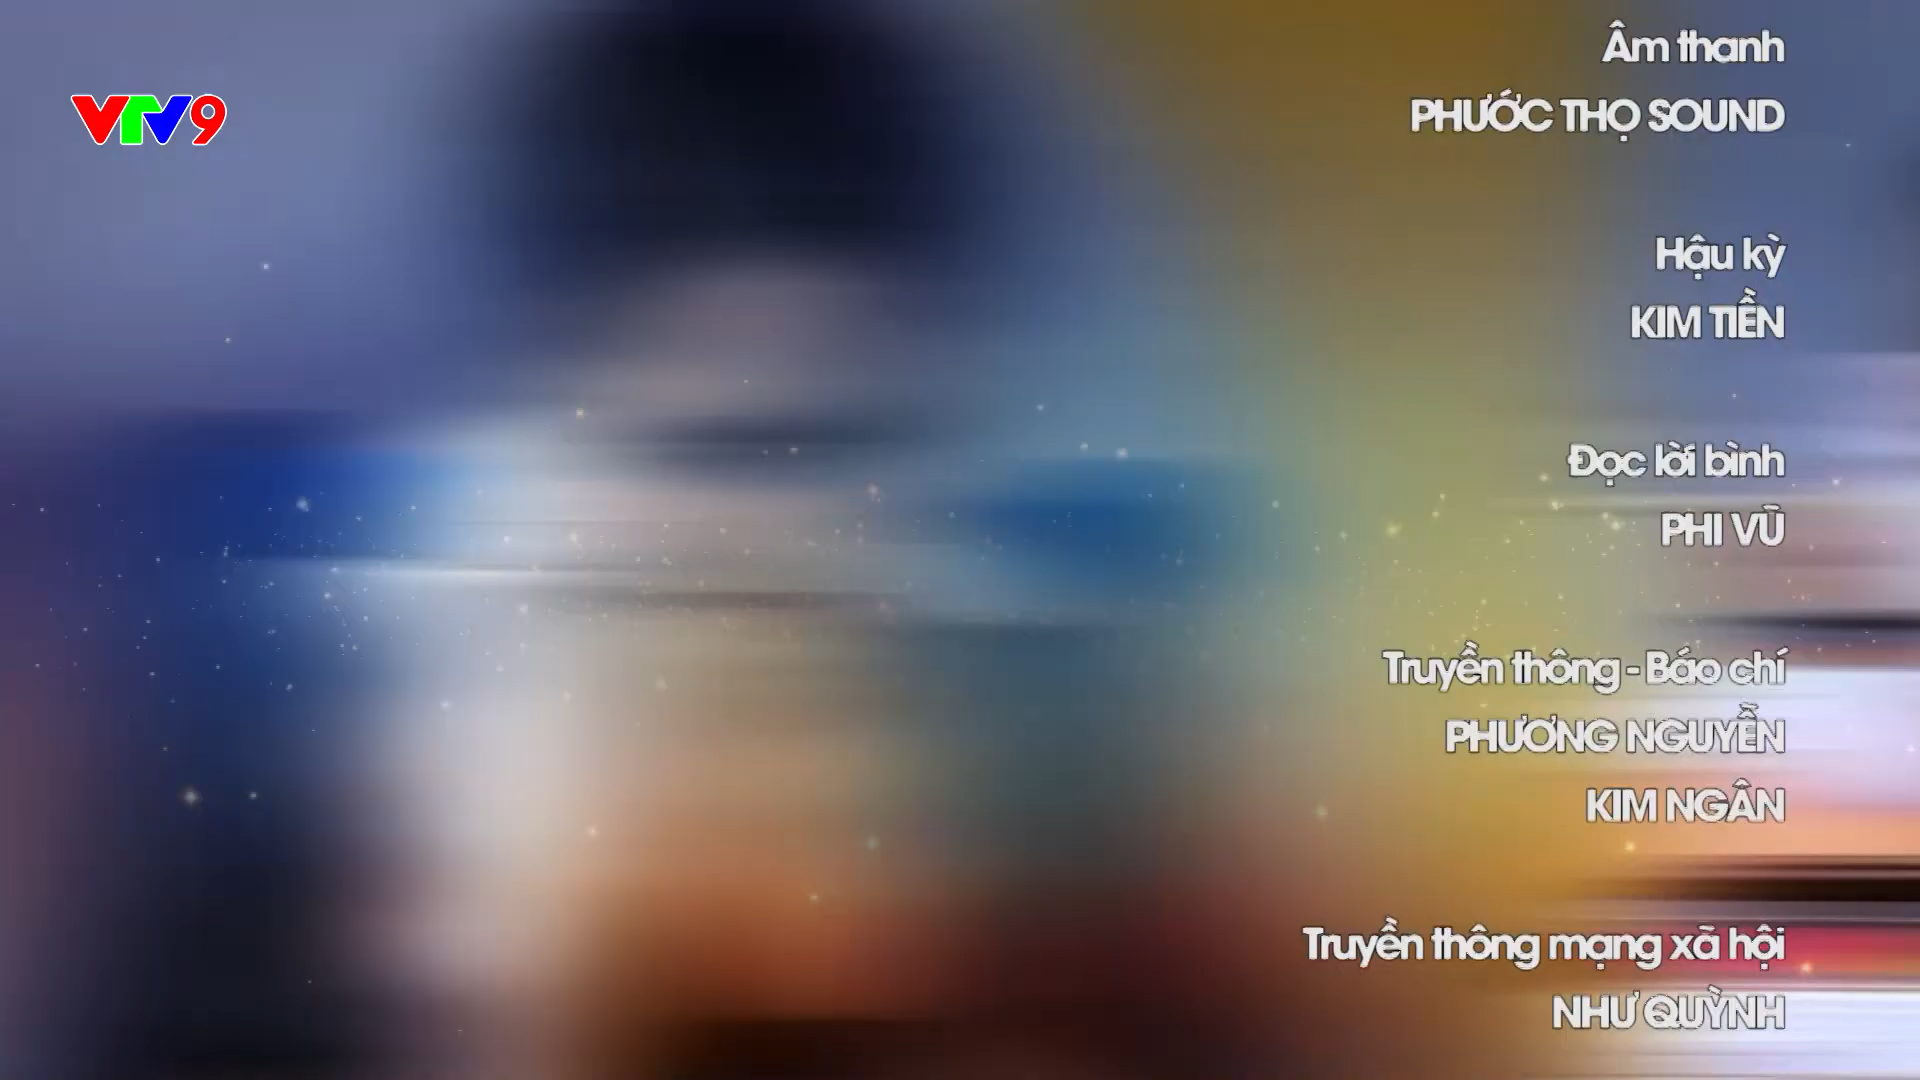 VTV9
Âm thanh
PHƯỚC THỌ SOUND
Hậu kỳ
KIM TIỀN
Đọc lời bình
PHI VŨ
Truyền thông - Báo chí
PHƯƠNG NGUYỄN
KIM NGÂN
Truyền thông mạng xã hội
NHƯ QUỲNH